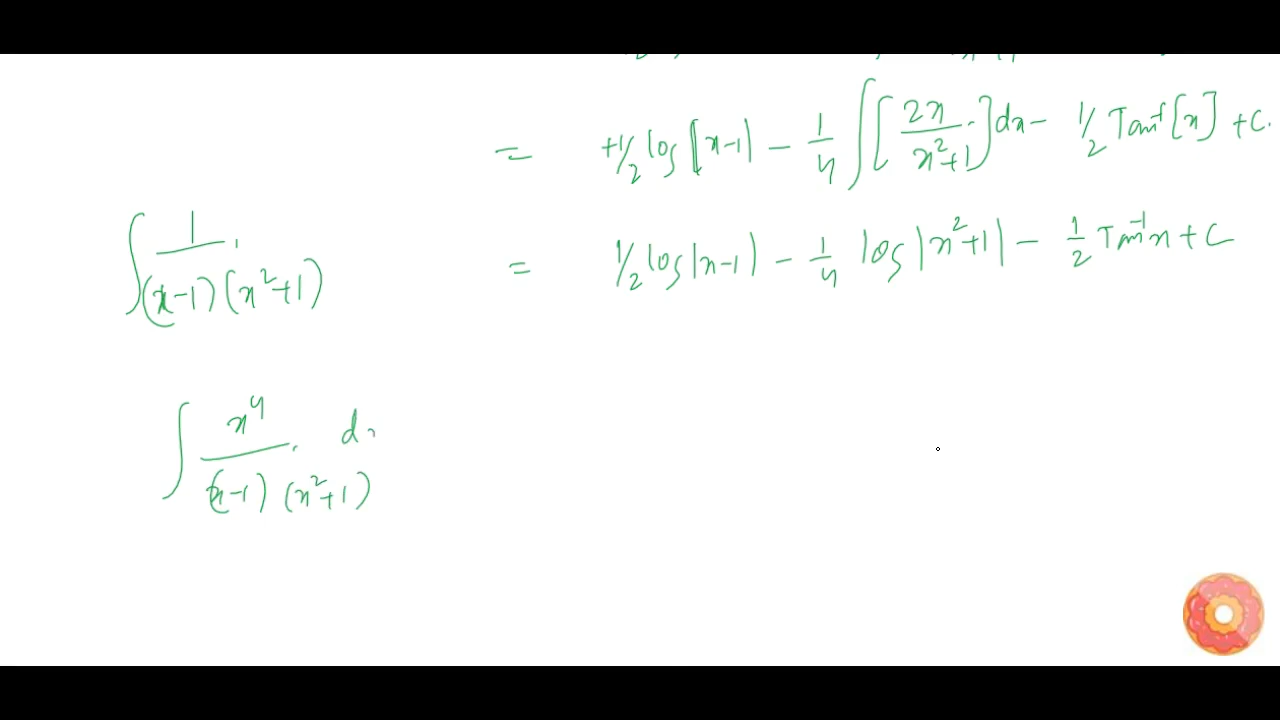 = +1/2 log |x-1| - 1/4 ∫ [2x/x²+1] dx - 1/2 Tan⁻¹[x] + C.
∫ 1/(x-1)(x²+1) = 1/2 log|x-1| - 1/4 log|x²+1| - 1/2 Tan⁻¹x + C
∫ x⁴/(x-1)(x²+1) d